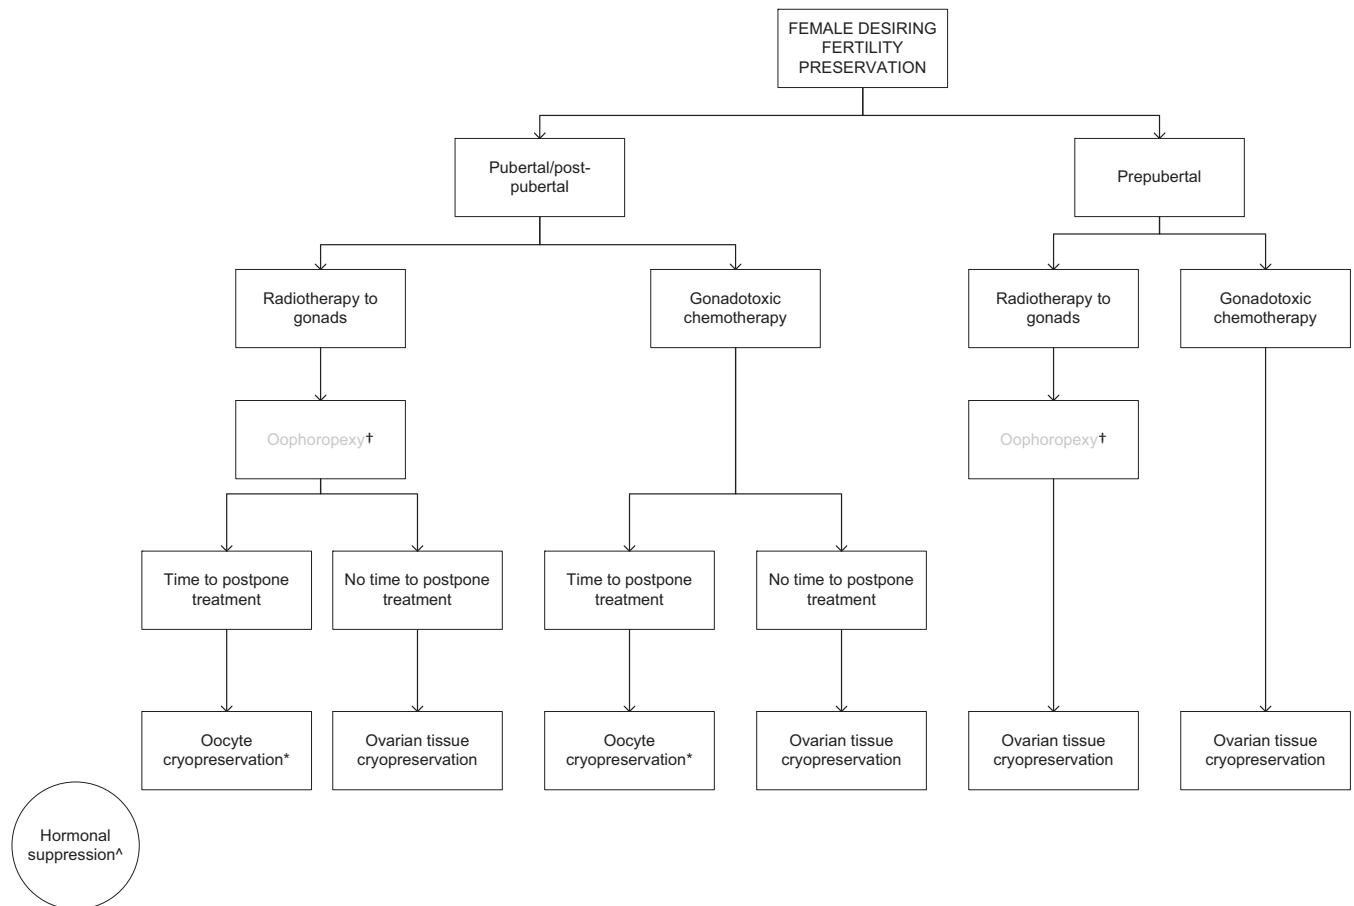 FEMALE DESIRING
FERTILITY
PRESERVATION
Pubertal/post-
pubertal
Prepubertal
Radiotherapy to
gonads
Gonadotoxic
chemotherapy
Radiotherapy to
gonads
Gonadotoxic
chemotherapy
Oophoropexy†
Oophoropexy†
Time to postpone
treatment
No time to postpone
treatment
Time to postpone
treatment
No time to postpone
treatment
Oocyte
cryopreservation*
Ovarian tissue
cryopreservation
Oocyte
cryopreservation*
Ovarian tissue
cryopreservation
Ovarian tissue
cryopreservation
Ovarian tissue
cryopreservation
Hormonal
suppression^